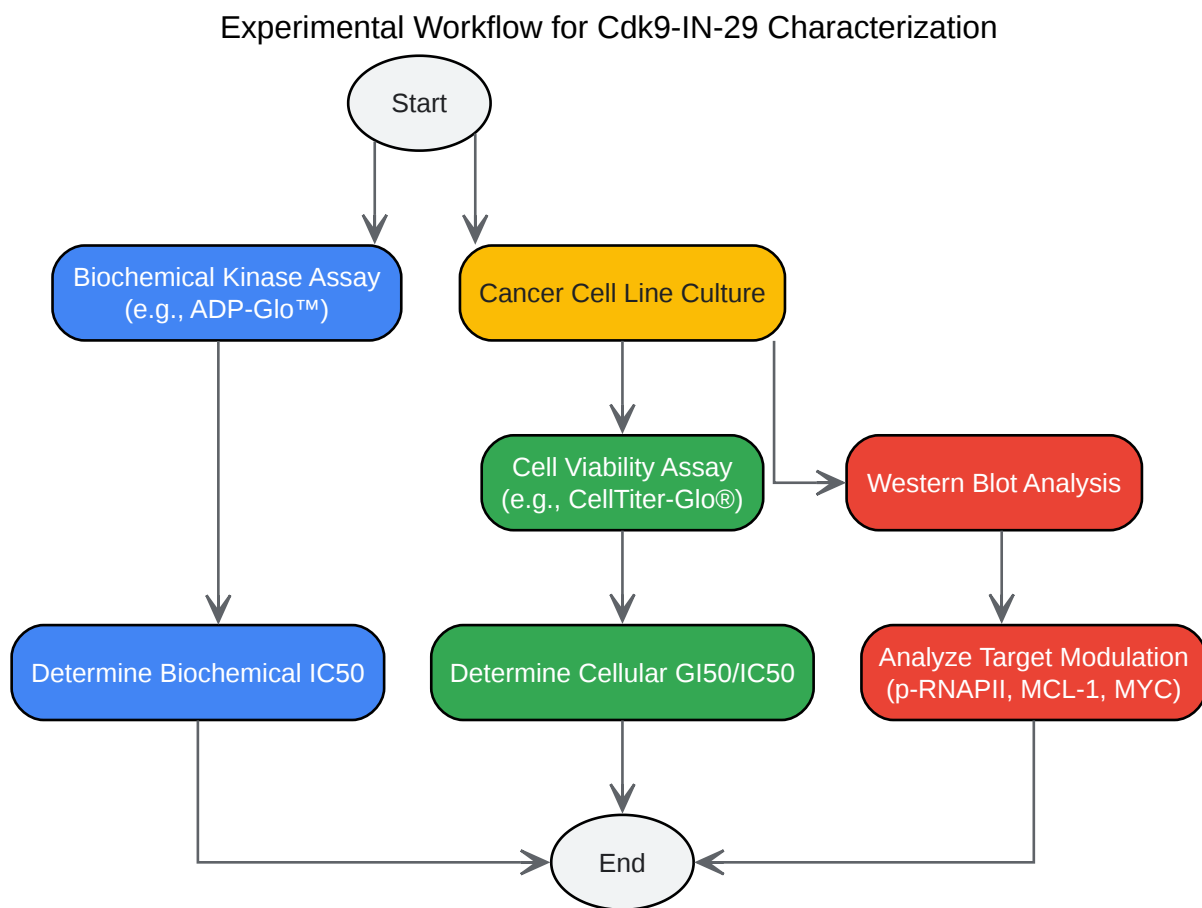 Experimental Workflow for Cdk9-IN-29 Characterization
Start
Biochemical Kinase Assay
(e.g., ADP-Glo™)
Cancer Cell Line Culture
Cell Viability Assay
(e.g., CellTiter-Glo®)
Western Blot Analysis
Determine Biochemical IC50
Determine Cellular GI50/IC50
Analyze Target Modulation
(p-RNAPII, MCL-1, MYC)
End